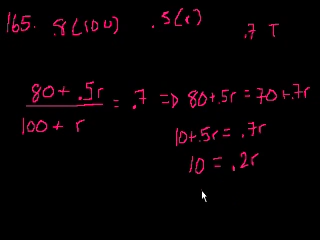 165. .8(100) .5(r) .7 T
80 + .5r / 100 + r = .7 => 80+.5r = 70+.7r
10+.5r = .7r
10 = .2r